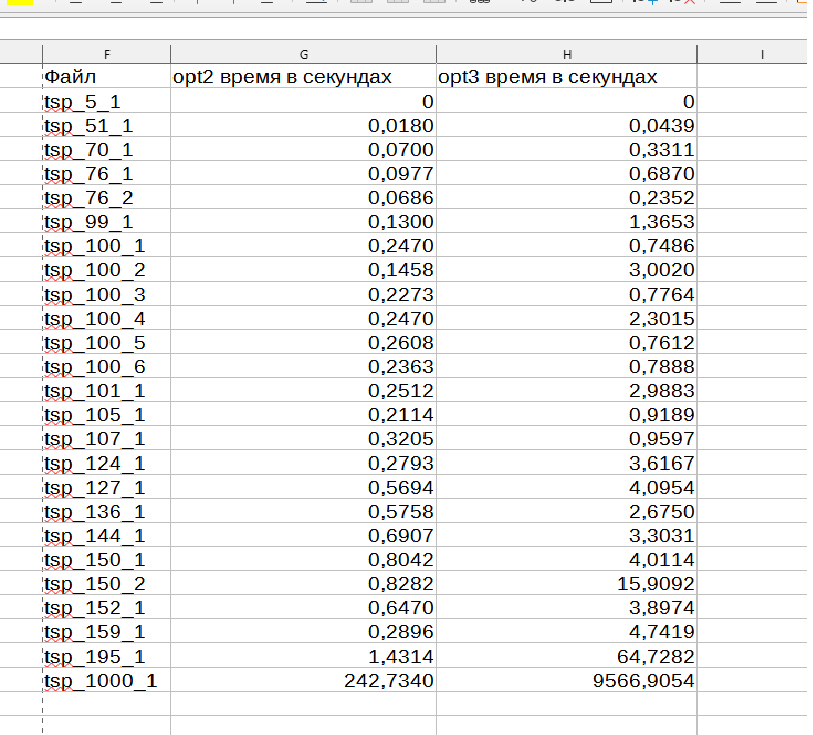 F G H I
Файл opt2 время в секундах opt3 время в секундах
tsp_5_1 0 0
tsp_51_1 0,0180 0,0439
tsp_70_1 0,0700 0,3311
tsp_76_1 0,0977 0,6870
tsp_76_2 0,0686 0,2352
tsp_99_1 0,1300 1,3653
tsp_100_1 0,2470 0,7486
tsp_100_2 0,1458 3,0020
tsp_100_3 0,2273 0,7764
tsp_100_4 0,2470 2,3015
tsp_100_5 0,2608 0,7612
tsp_100_6 0,2363 0,7888
tsp_101_1 0,2512 2,9883
tsp_105_1 0,2114 0,9189
tsp_107_1 0,3205 0,9597
tsp_124_1 0,2793 3,6167
tsp_127_1 0,5694 4,0954
tsp_136_1 0,5758 2,6750
tsp_144_1 0,6907 3,3031
tsp_150_1 0,8042 4,0114
tsp_150_2 0,8282 15,9092
tsp_152_1 0,6470 3,8974
tsp_159_1 0,2896 4,7419
tsp_195_1 1,4314 64,7282
tsp_1000_1 242,7340 9566,9054